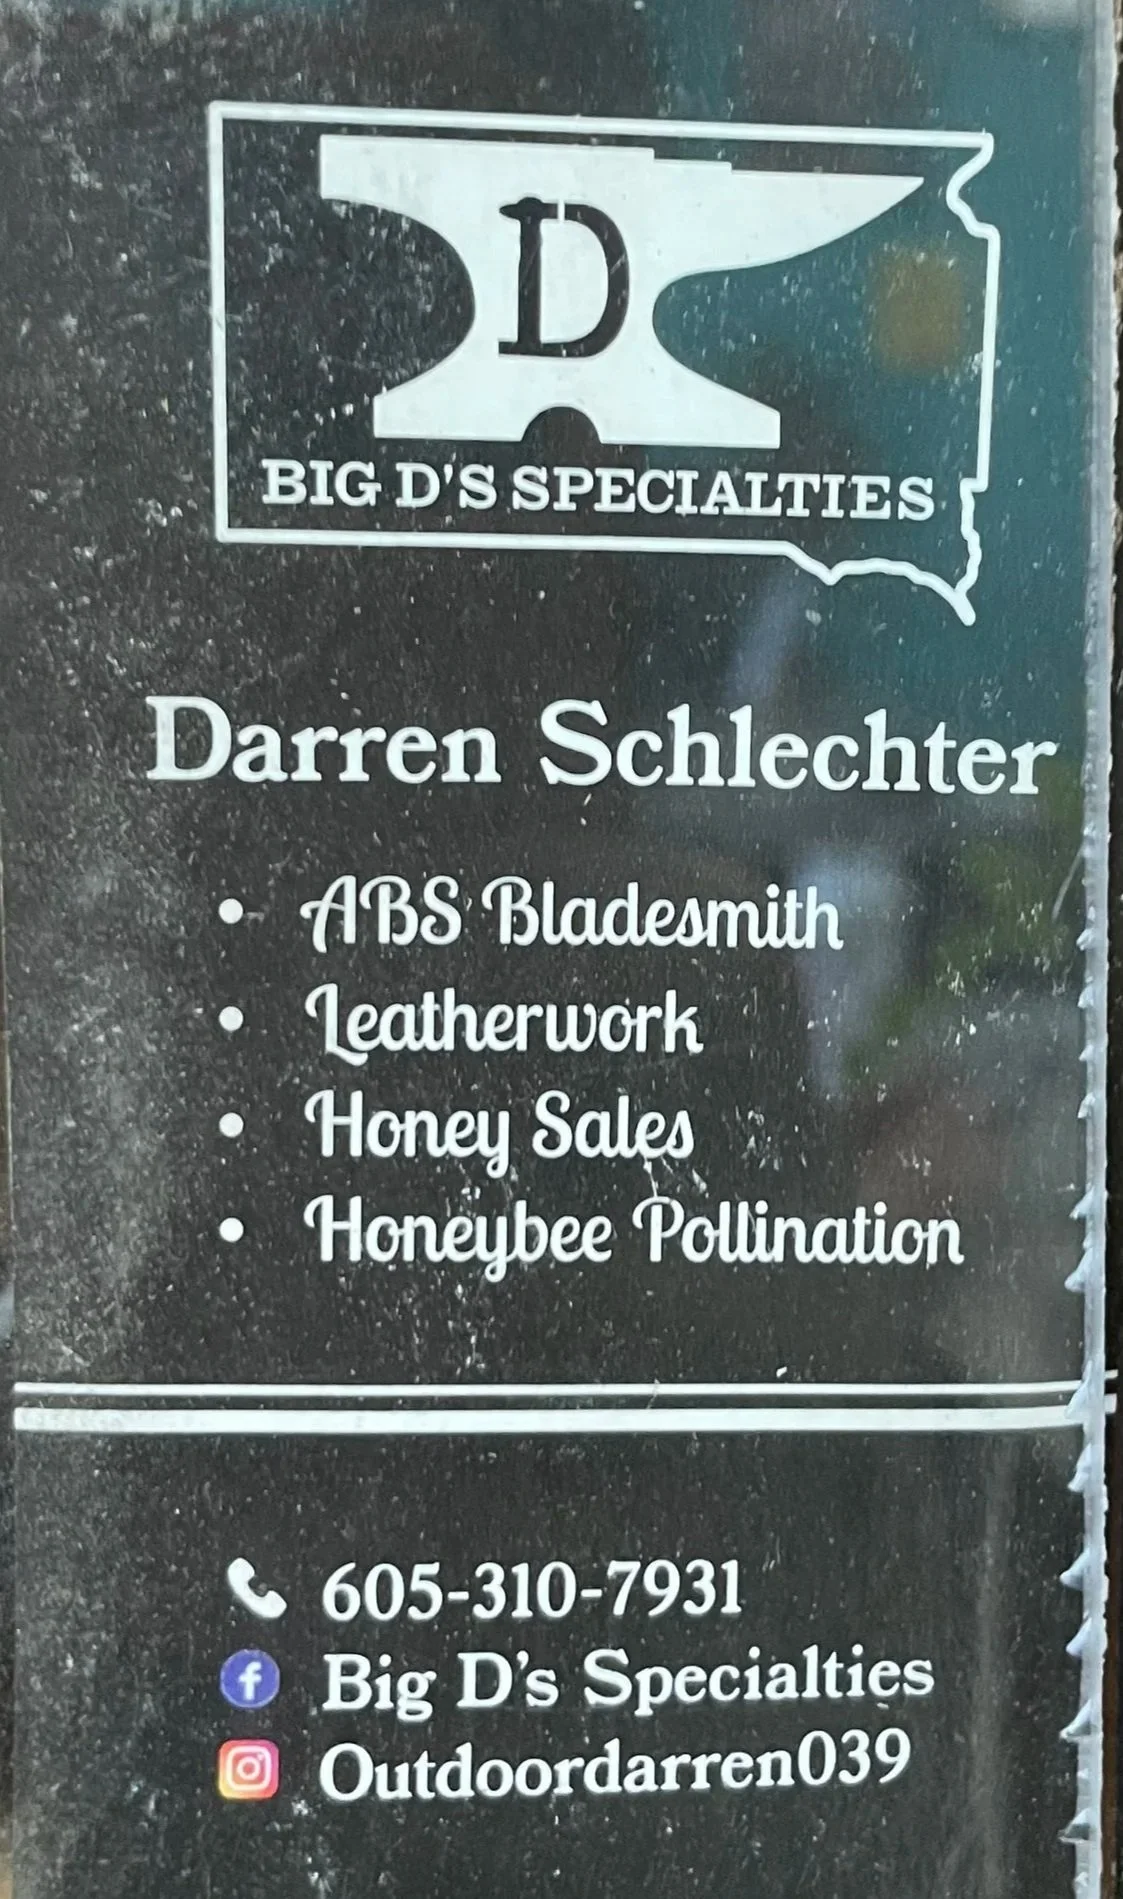 D
BIG D'S SPECIALTIES
Darren Schlechter
• ABS Bladesmith
• Leatherwork
• Honey Sales
• Honeybee Pollination
605-310-7931
Big D's Specialties
Outdoordarren039